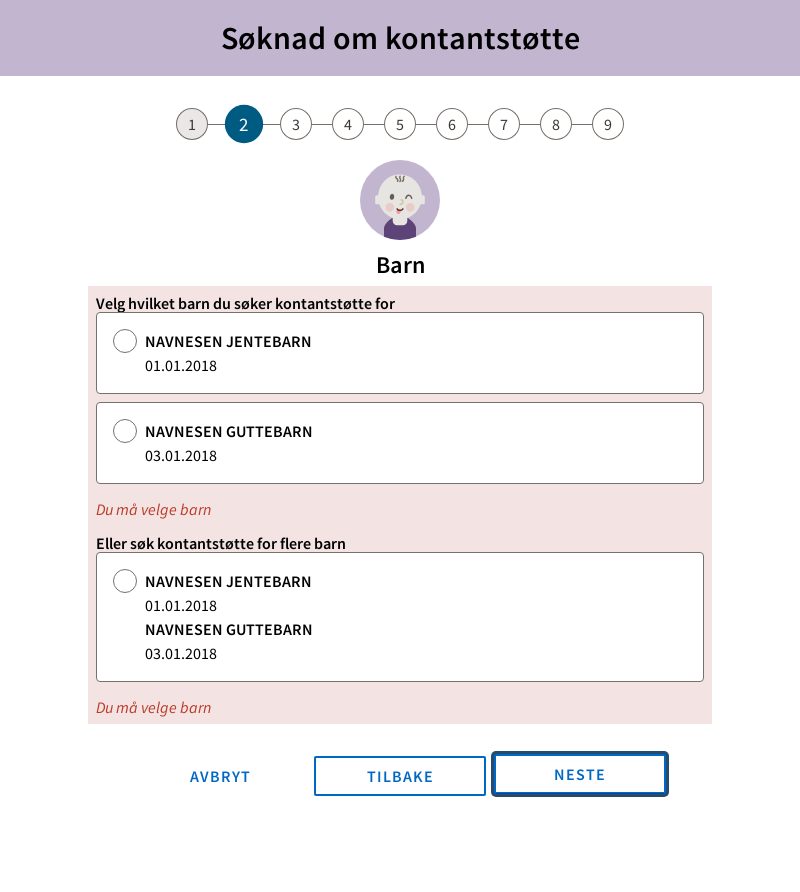 Søknad om kontantstøtte
1 2 3 4 5 6 7 8 9
Barn
Velg hvilket barn du søker kontantstøtte for
NAVNESEN JENTEBARN
01.01.2018
NAVNESEN GUTTEBARN
03.01.2018
Du må velge barn
Eller søk kontantstøtte for flere barn
NAVNESEN JENTEBARN
01.01.2018
NAVNESEN GUTTEBARN
03.01.2018
Du må velge barn
AVBRYT TILBAKE NESTE